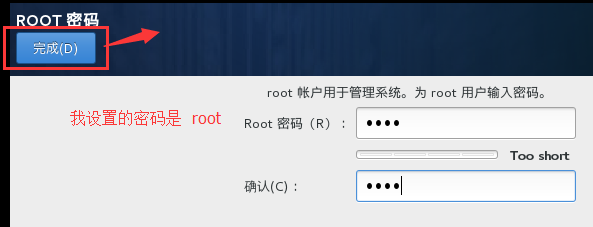 ROOT 密码
完成(D)
root 帐户用于管理系统。为 root 用户输入密码。
我设置的密码是 root
Root 密码（R）： ●●●●
Too short
确认(C) ： ●●●●